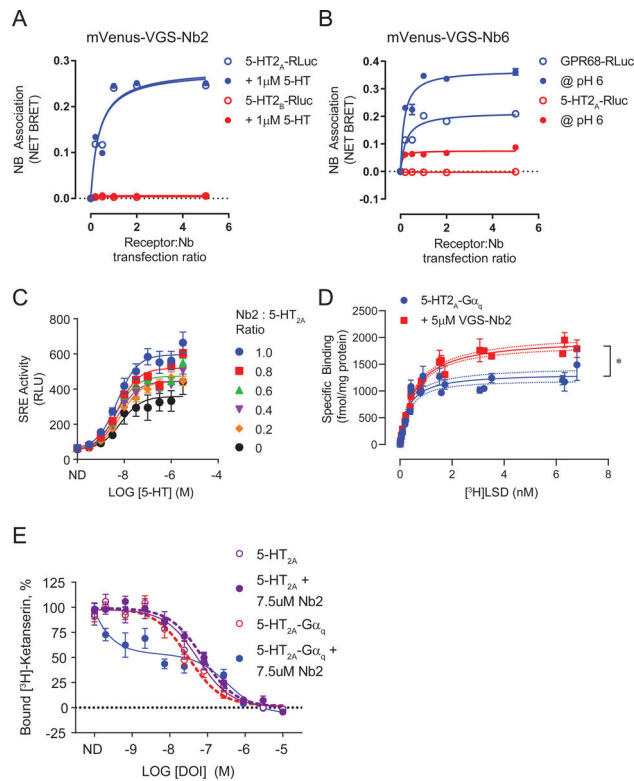 A
mVenus-VGS-Nb2
NB Association
(NET BRET)
0.3
0.2
0.1
0.0
0
2
4
6
Receptor:Nb
transfection ratio
5-HT2A-RLuc
+ 1μM 5-HT
5-HT2B-Rluc
+ 1μM 5-HT
B
mVenus-VGS-Nb6
NB Association
(NET BRET)
0.4
0.3
0.2
0.1
0.0
-0.1
0
2
4
6
Receptor:Nb
transfection ratio
GPR68-RLuc
@ pH 6
5-HT2A-RLuc
@ pH 6
C
SRE Activity
(RLU)
800
600
400
200
0
ND
-10
-8
-6
-4
LOG [5-HT] (M)
Nb2 : 5-HT2A
Ratio
1.0
0.8
0.6
0.4
0.2
0
D
5-HT2A-Gαq
+ 5μM VGS-Nb2
Specific Binding
(fmol/mg protein)
2500
2000
1500
1000
500
0
0
2
4
6
8
[³H]LSD (nM)
*
E
Bound [³H]-Ketanserin, %
125
100
75
50
25
0
-25
ND
-9
-8
-7
-6
-5
LOG [DOI] (M)
5-HT2A
5-HT2A +
7.5uM Nb2
5-HT2A-Gαq
5-HT2A-Gαq +
7.5uM Nb2